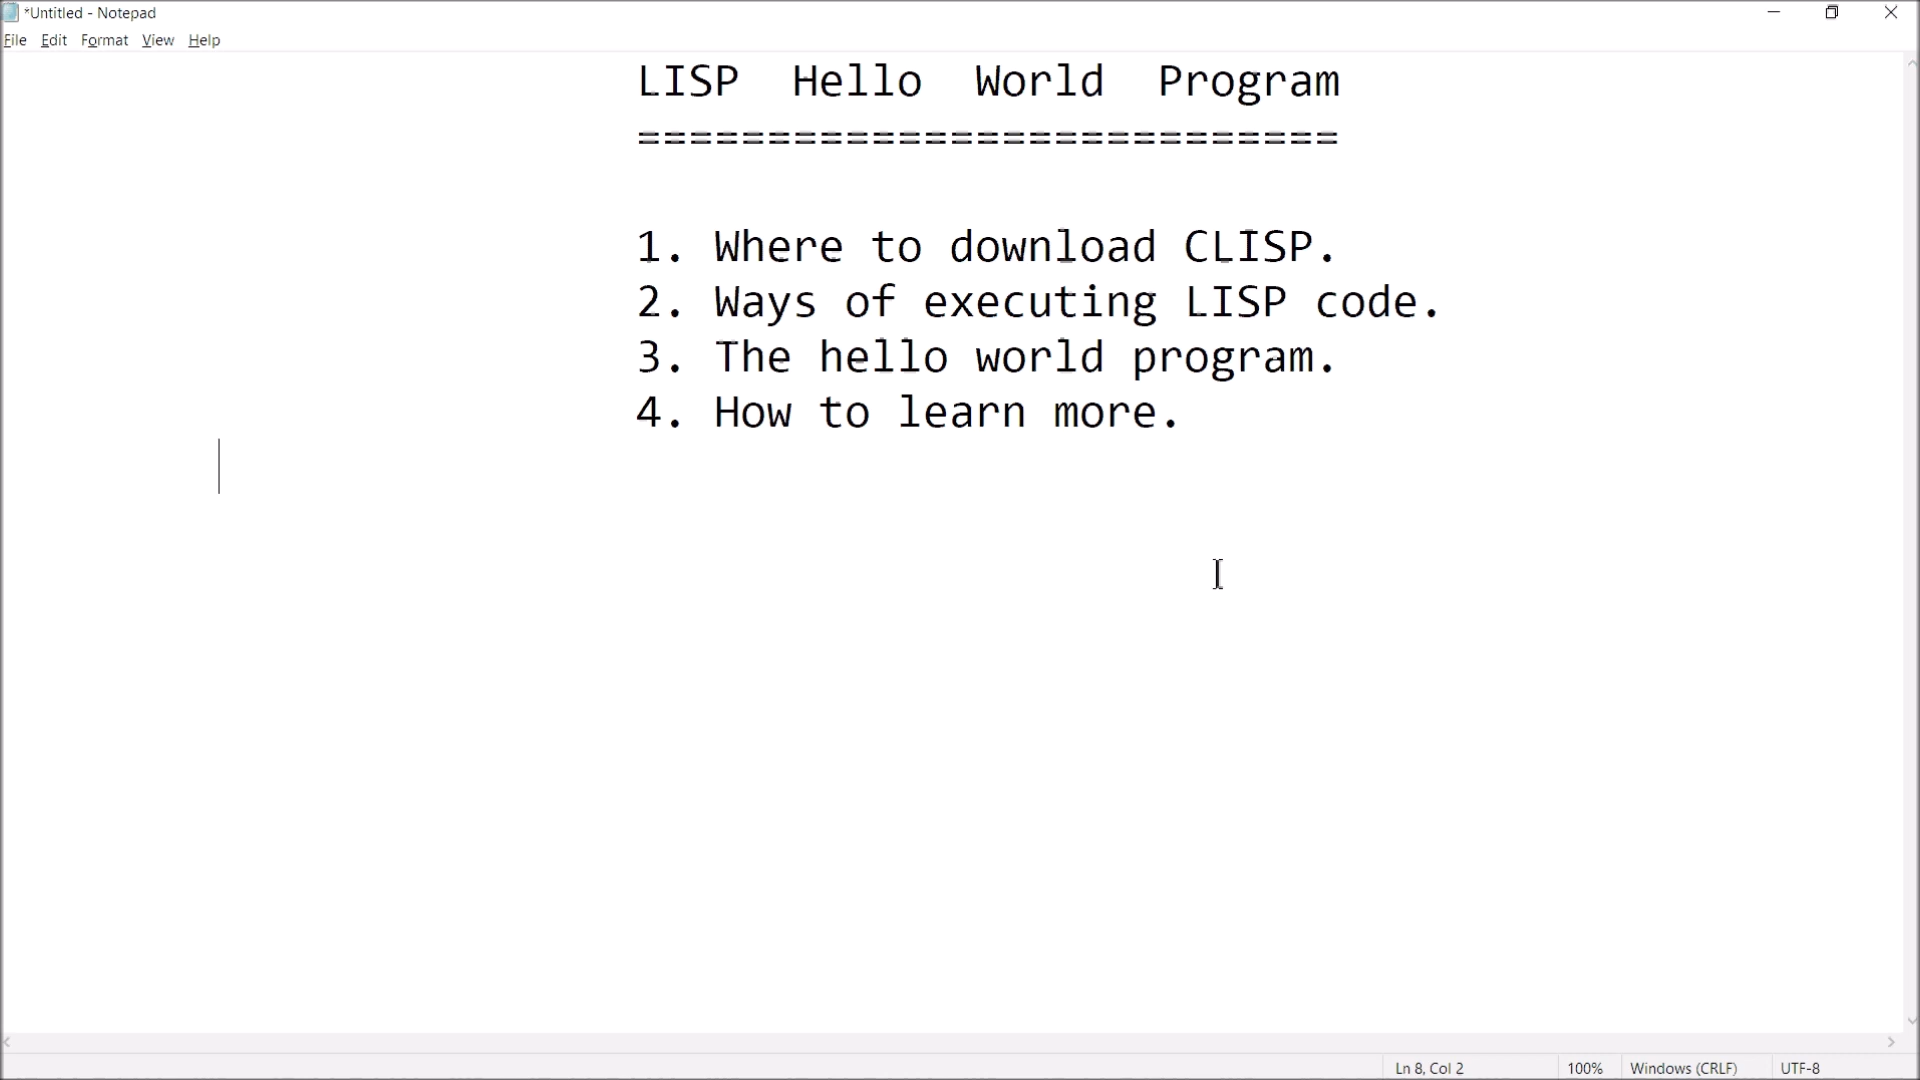 *Untitled - Notepad
File Edit Format View Help
LISP Hello World Program
===========================
1. Where to download CLISP.
2. Ways of executing LISP code.
3. The hello world program.
4. How to learn more.
Ln 8, Col 2 100% Windows (CRLF) UTF-8